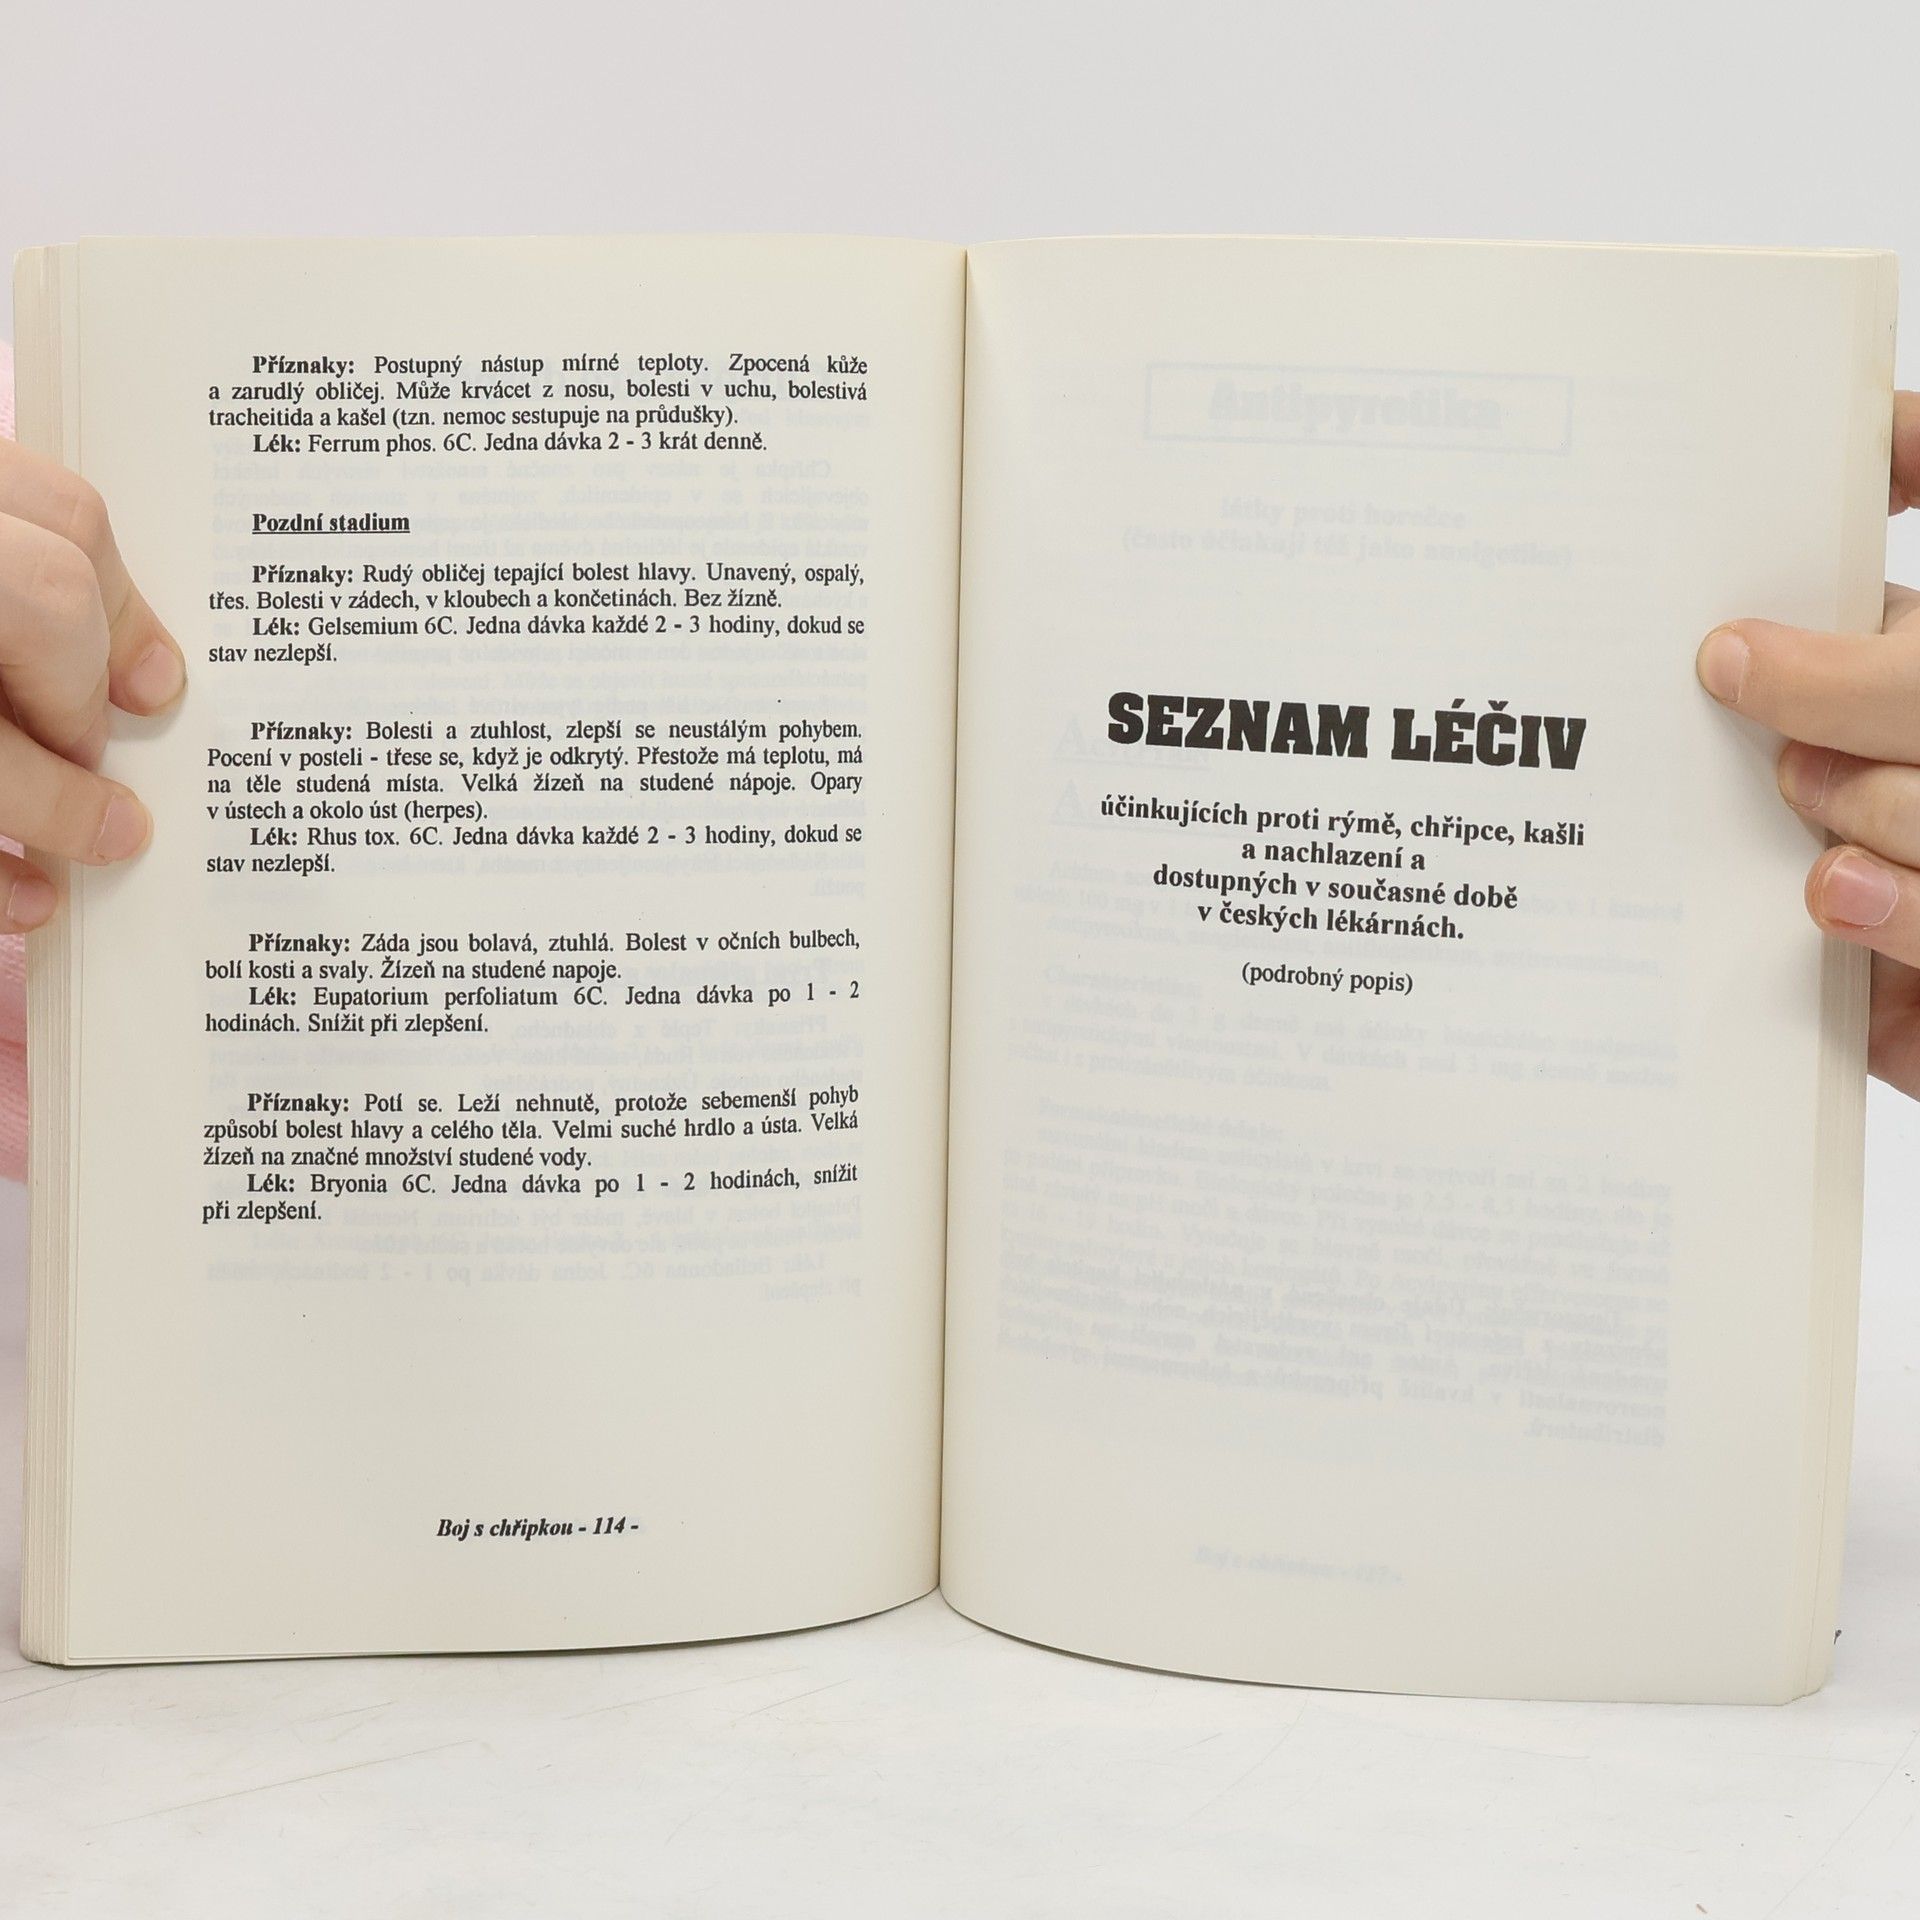 Příznaky: Postupný nástup mírné teploty. Zpocená kůže
a zarudlý obličej. Může krvácet z nosu, bolesti v uchu, bolestivá
tracheitida a kašel (tzn. nemoc sestupuje na průdušky).
Lék: Ferrum phos. 6C. Jedna dávka 2 - 3 krát denně.
Pozdní stadium
Příznaky: Rudý obličej tepající bolest hlavy. Unavený, ospalý,
třes. Bolesti v zádech, v kloubech a končetinách. Bez žízně.
Lék: Gelsemium 6C. Jedna dávka každé 2 - 3 hodiny, dokud se
stav nezlepší.
Příznaky: Bolesti a ztuhlost, zlepší se neustálým pohybem.
Pocení v posteli - třese se, když je odkrytý. Přestože má teplotu, má
na těle studená místa. Velká žízeň na studené nápoje. Opary
v ústech a okolo úst (herpes).
Lék: Rhus tox. 6C. Jedna dávka každé 2 - 3 hodiny, dokud se
stav nezlepší.
Příznaky: Záda jsou bolavá, ztuhlá. Bolest v očních bulbech,
bolí kosti a svaly. Žízeň na studené napoje.
Lék: Eupatorium perfoliatum 6C. Jedna dávka po 1 - 2
hodinách. Snížit při zlepšení.
Příznaky: Potí se. Leží nehnutě, protože sebemenší pohyb
způsobí bolest hlavy a celého těla. Velmi suché hrdlo a ústa. Velká
žízeň na značné množství studené vody.
Lék: Bryonia 6C. Jedna dávka po 1 - 2 hodinách, snížit
při zlepšení.
Boj s chřipkou - 114 -
SEZNAM LÉČIV
účinkujících proti rýmě, chřipce, kašli
a nachlazení a
dostupných v současné době
v českých lékárnách.
(podrobný popis)